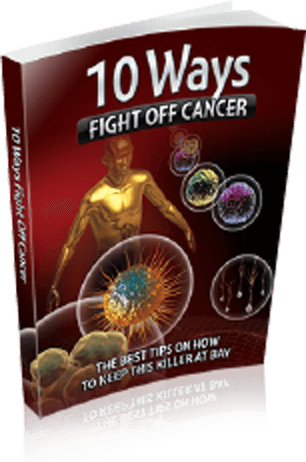 10 Ways
FIGHT OFF CANCER
THE BEST TIPS ON HOW
TO KEEP THIS KILLER AT BAY
10 Ways Fight Off Cancer